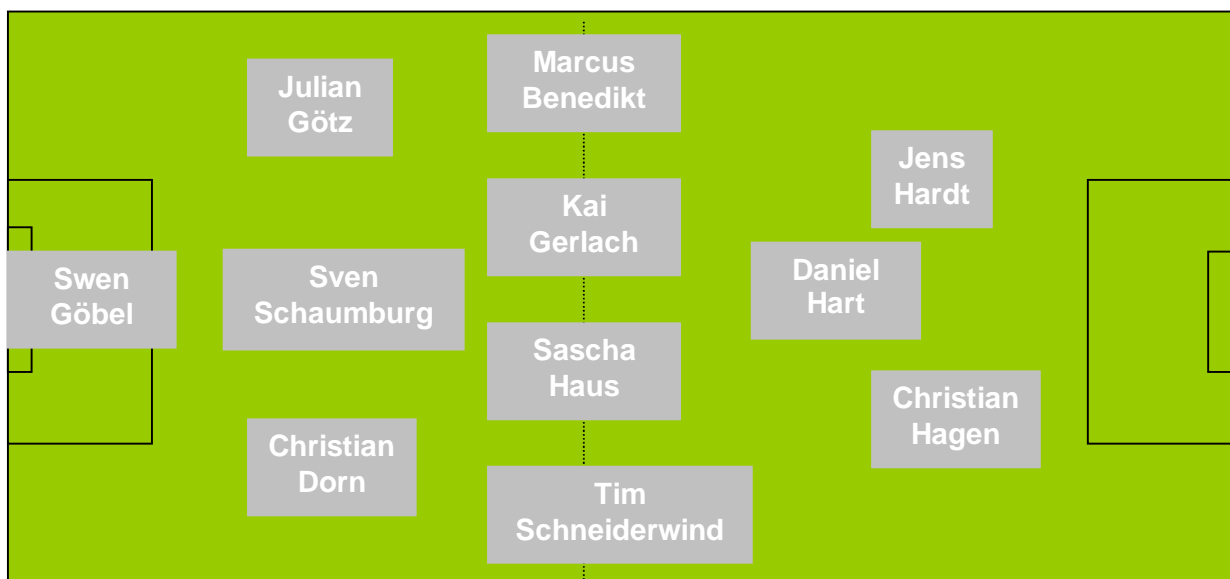 Marcus
Benedikt
Julian
Götz
Jens
Hardt
Kai
Gerlach
Daniel
Hart
Swen
Göbel
Sven
Schaumburg
Sascha
Haus
Christian
Hagen
Christian
Dorn
Tim
Schneiderwind